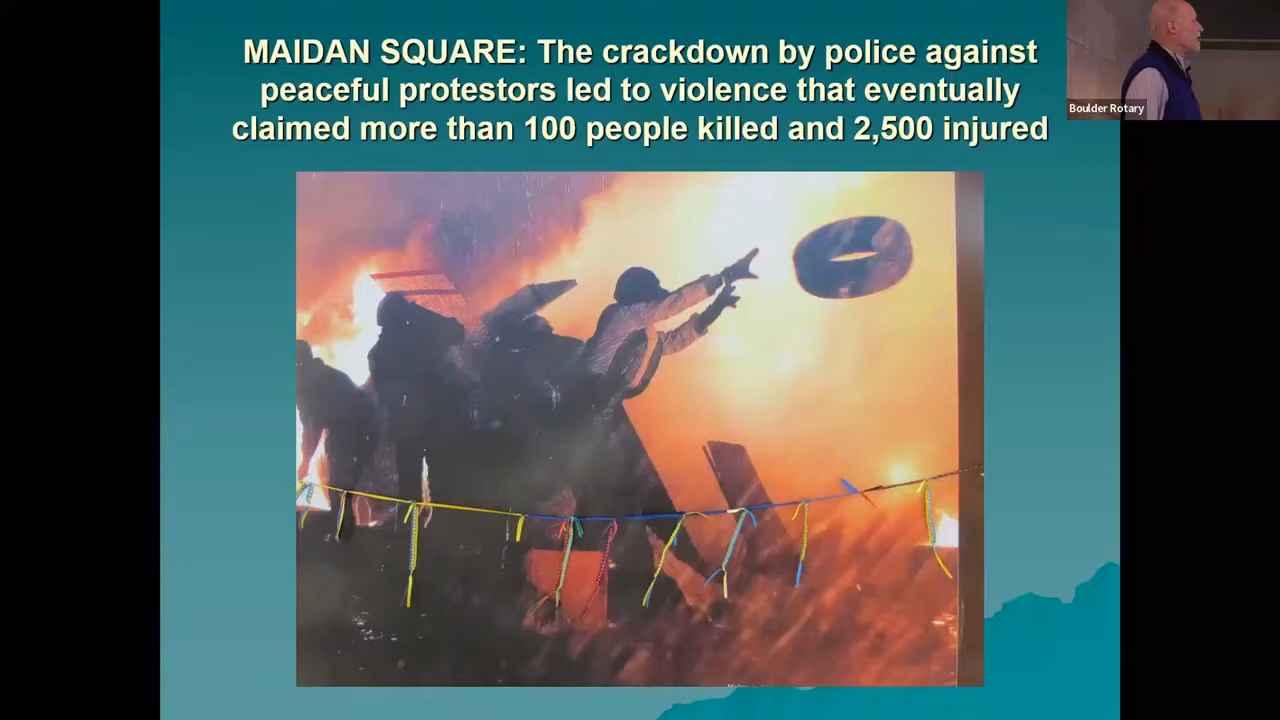 MAIDAN SQUARE: The crackdown by police against
peaceful protestors led to violence that eventually
claimed more than 100 people killed and 2,500 injured
Boulder Rotary